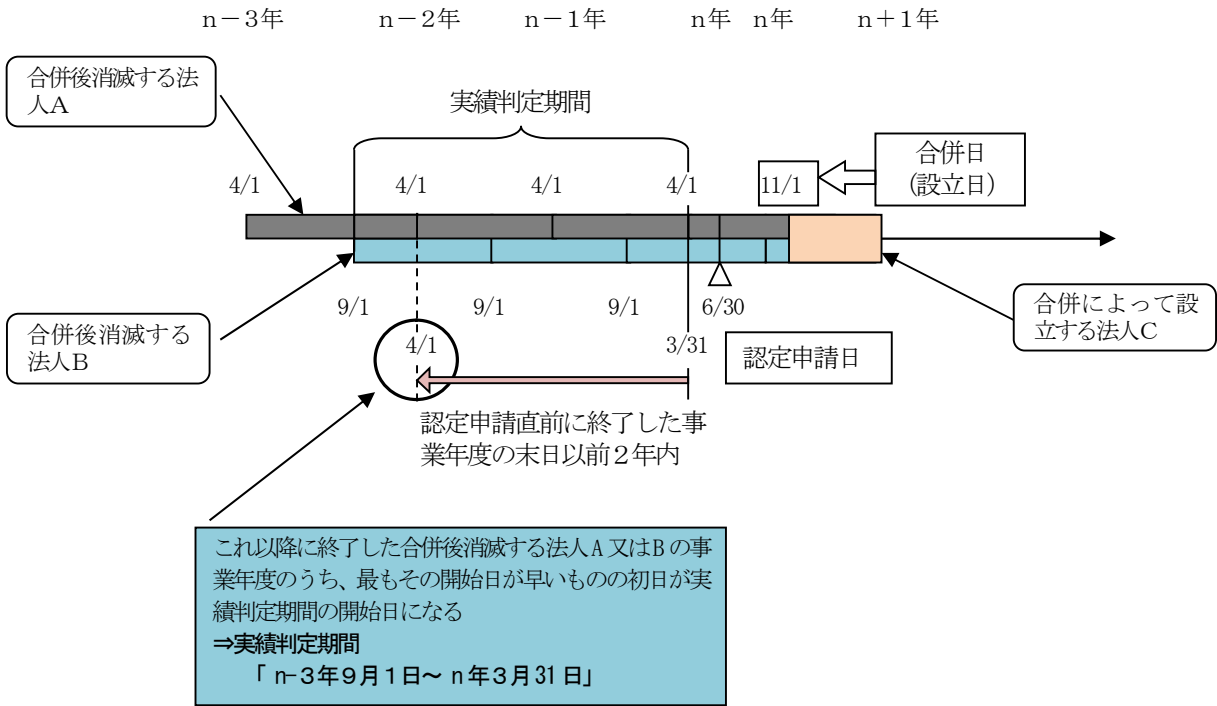 n－3年
n－2年
n－1年
n年
n年
n＋1年
合併後消滅する法
人A
実績判定期間
合併日
（設立日）
4/1
4/1
4/1
4/1
11/1
9/1
9/1
9/1
6/30
合併後消滅する
法人B
合併によって設
立する法人C
4/1
3/31
認定申請日
認定申請直前に終了した事
業年度の末日以前２年内
これ以降に終了した合併後消滅する法人A又はBの事
業年度のうち、最もその開始日が早いものの初日が実
績判定期間の開始日になる
⇒実績判定期間
「 n-３年９月１日～ n年３月31日」